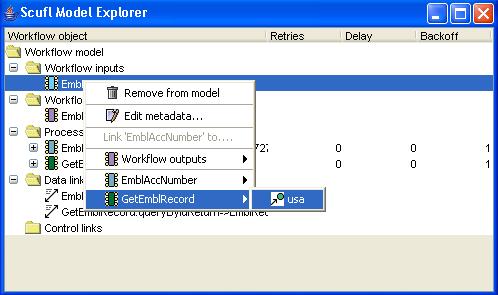 Scufl Model Explorer
Workflow object Retries Delay Backoff
Workflow model
Workflow inputs
Embl
Remove from model
Workflo
Edit metadata...
Embl
Link 'EmblAccNumber' to....
Process
Workflow outputs
727 0 0 1
EmblAccNumber
GetE 0 0 1
Data link
GetEmblRecord
usa
Embl
GetEmblRecord.queryByIdReturn->EmblRet
Control links